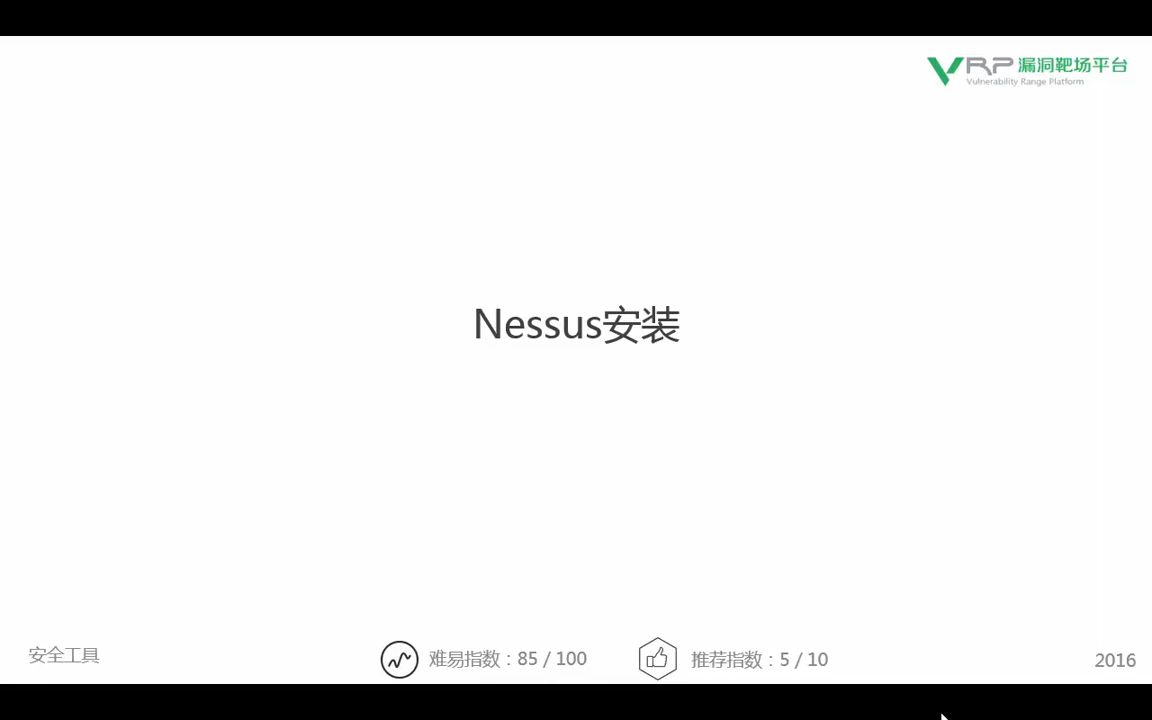 VRP 漏洞靶场平台
Vulnerability Range Platform
Nessus安装
安全工具
难易指数：85 / 100
推荐指数：5 / 10
2016